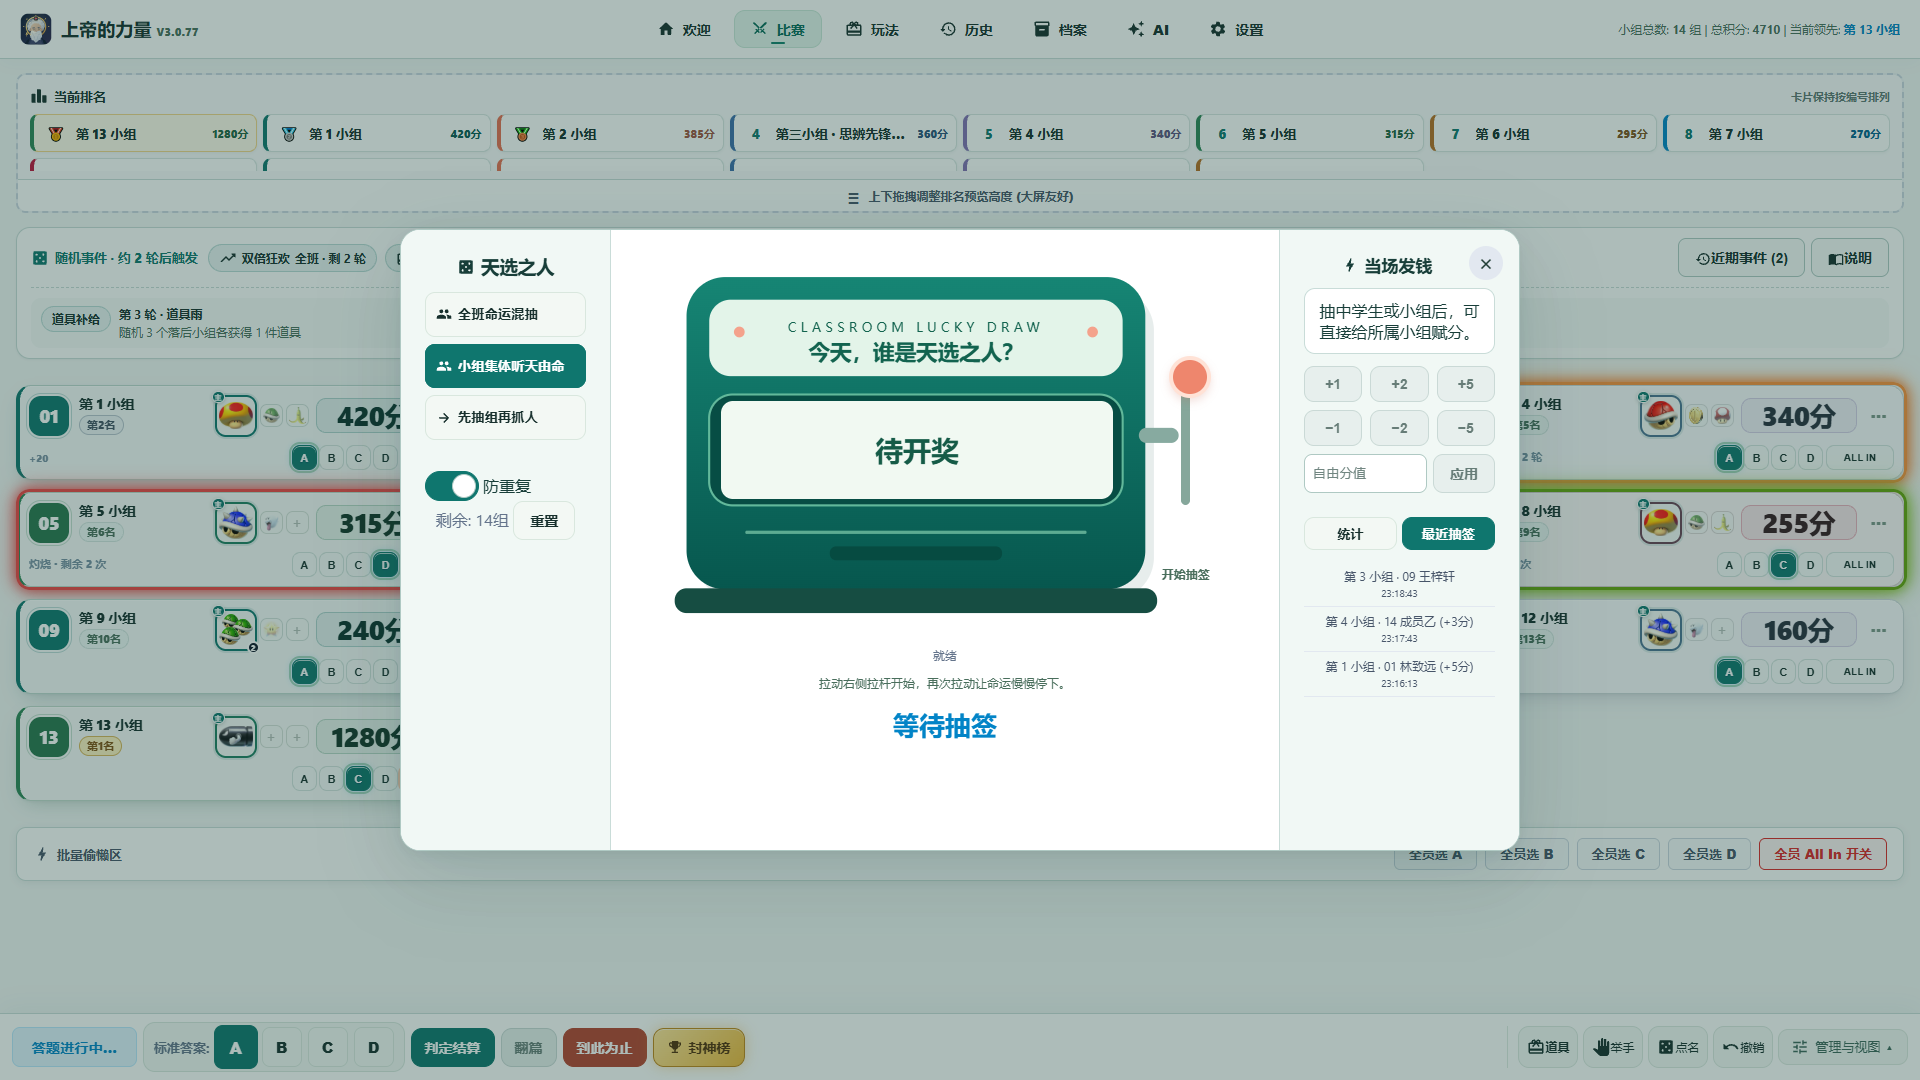 上帝的力量 V3.0.77
欢迎
比赛
玩法
历史
档案
AI
设置
小组总数: 14 组 | 总积分: 4710 | 当前领先: 第 13 小组
当前排名
卡片保持按编号排列
第 13 小组 1280分
第 1 小组 420分
第 2 小组 385分
4 第三小组 · 思辨先锋... 360分
5 第 4 小组 340分
6 第 5 小组 315分
7 第 6 小组 295分
8 第 7 小组 270分
上下拖拽调整排名预览高度 (大屏友好)
随机事件 · 约 2 轮后触发
双倍狂欢 全班 · 剩 2 轮
近期事件 (2)
说明
道具补给
第 3 轮 · 道具雨
随机 3 个落后小组各获得 1 件道具
01
第 1 小组
第2名
420分
+20
A B C D
05
第 5 小组
第6名
315分
灼烧 · 剩余 2 次
A B C D
09
第 9 小组
第10名
2
240分
A B C D
13
第 13 小组
第1名
1280分
A B C D
天选之人
全班命运混抽
小组集体听天由命
先抽组再抓人
防重复
剩余: 14组
重置
CLASSROOM LUCKY DRAW
今天，谁是天选之人?
待开奖
开始抽签
就绪
拉动右侧拉杆开始，再次拉动让命运慢慢停下。
等待抽签
当场发钱
抽中学生或小组后，可
直接给所属小组赋分。
+1 +2 +5
−1 −2 −5
自由分值
应用
统计
最近抽签
第 3 小组 · 09 王梓轩
23:18:43
第 4 小组 · 14 成员乙 (+3分)
23:17:43
第 1 小组 · 01 林致远 (+5分)
23:16:13
4 小组
5名
340分
2 轮
A B C D ALL IN
8 小组
9名
255分
次
A B C D ALL IN
12 小组
13名
160分
A B C D ALL IN
批量偷懒区
全员选 A
全员选 B
全员选 C
全员选 D
全员 All In 开关
答题进行中...
标准答案:
A B C D
判定结算
翻篇
到此为止
封神榜
道具
举手
点名
撤销
管理与视图